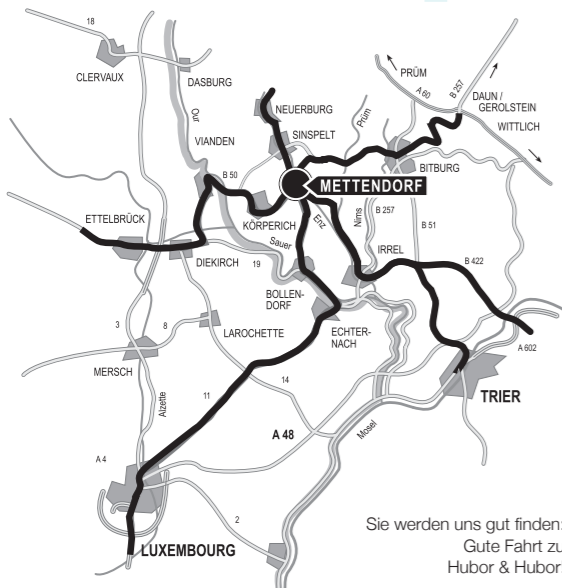 18
CLERVAUX
DASBURG
Our
VIANDEN
NEUERBURG
SINSPELT
Prüm
PRÜM
A 60
B 257
DAUN /
GEROLSTEIN
WITTLICH
BITBURG
B 50
METTENDORF
ETTELBRÜCK
KÖRPERICH
Enz
Nims
B 257
B 51
Sauer
DIEKIRCH
19
IRREL
B 422
BOLLEN-
DORF
ECHTER-
NACH
3
8
LAROCHETTE
A 602
MERSCH
Alzette
11
14
TRIER
A 48
Mosel
A 4
2
LUXEMBOURG
Sie werden uns gut finden:
Gute Fahrt zu
Hubor & Hubor.